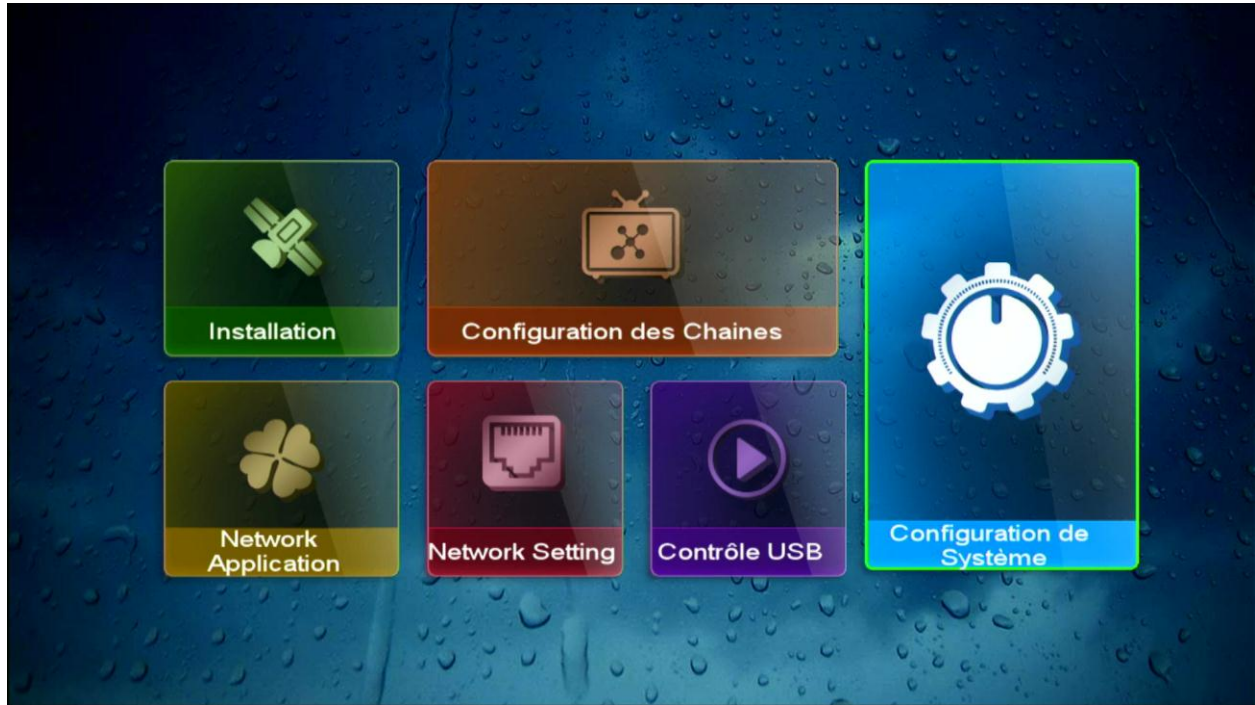 Installation
Configuration des Chaines
Network
Application
Network Setting
Contrôle USB
Configuration de
Système